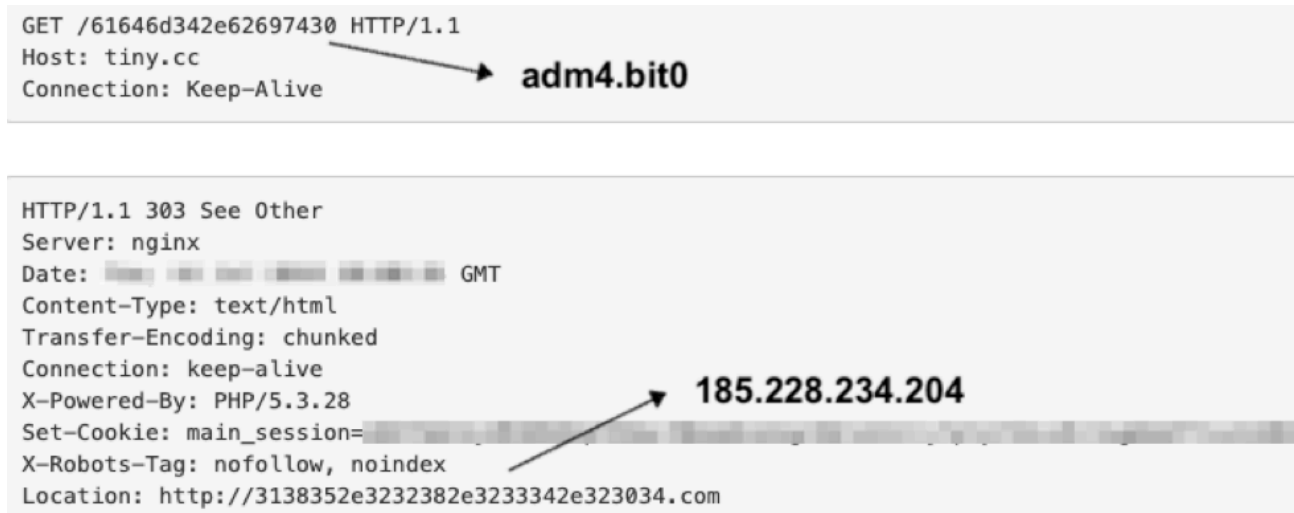 GET /61646d342e62697430 HTTP/1.1
Host: tiny.cc
Connection: Keep-Alive
adm4.bit0
HTTP/1.1 303 See Other
Server: nginx
Date: GMT
Content-Type: text/html
Transfer-Encoding: chunked
Connection: keep-alive
X-Powered-By: PHP/5.3.28
185.228.234.204
Set-Cookie: main_session=
X-Robots-Tag: nofollow, noindex
Location: http://3138352e3232382e3233342e323034.com